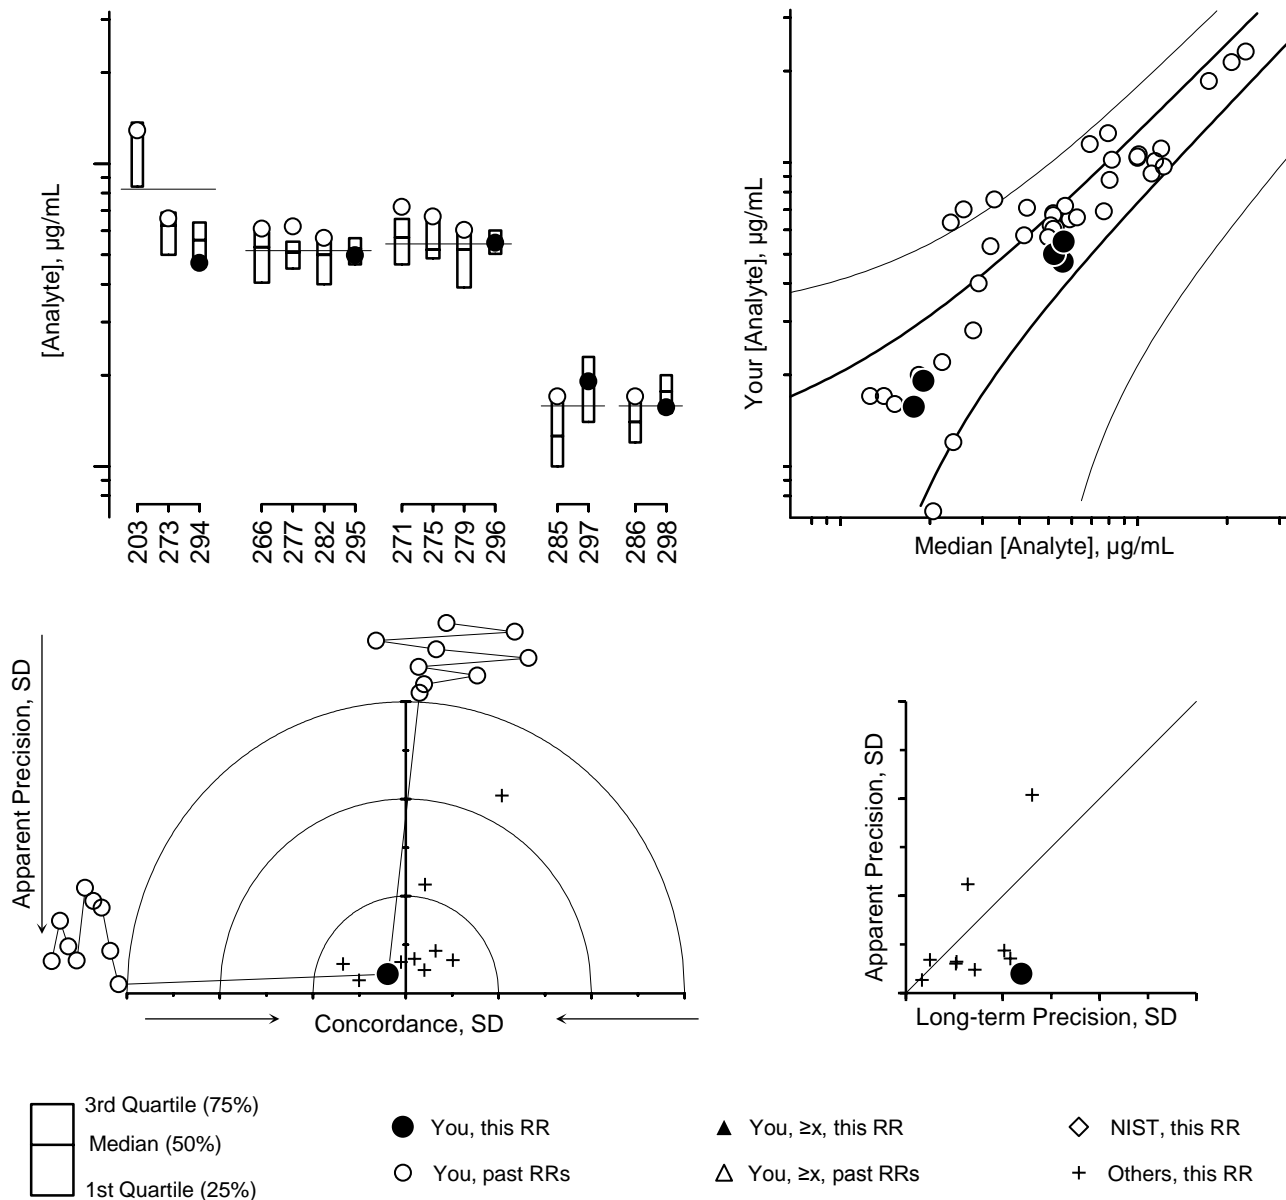 [Analyte], µg/mL
203
273
294
266
277
282
295
271
275
279
296
285
297
286
298
Your [Analyte], µg/mL
Median [Analyte], µg/mL
Apparent Precision, SD
Concordance, SD
Apparent Precision, SD
Long-term Precision, SD
3rd Quartile (75%)
Median (50%)
1st Quartile (25%)
You, this RR
You, past RRs
You, ≥x, this RR
You, ≥x, past RRs
NIST, this RR
Others, this RR